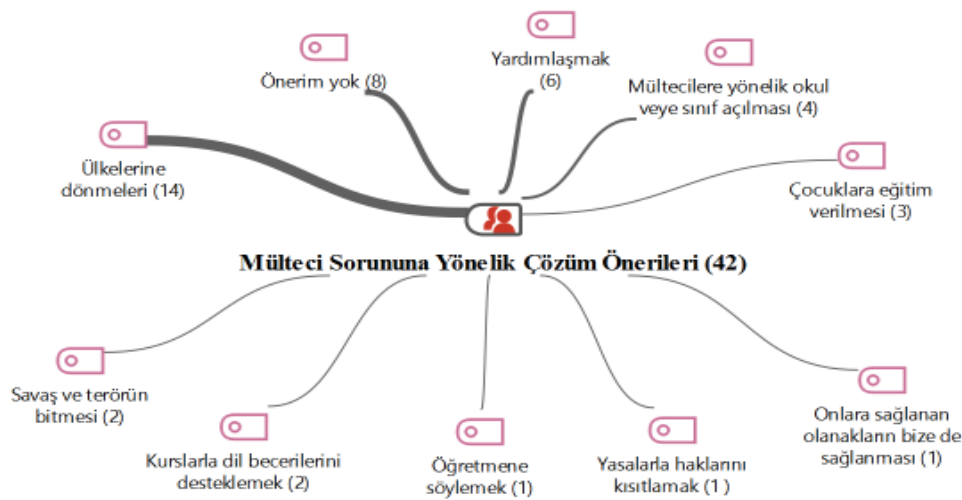 Önerim yok (8)
Yardımlaşmak
(6)
Mültecilere yönelik okul
veye sınıf açılması (4)
Ülkelerine
dönmeleri (14)
Çocuklara eğitim
verilmesi (3)
Mülteci Sorununa Yönelik Çözüm Önerileri (42)
Savaş ve terörün
bitmesi (2)
Kurslarla dil becerilerini
desteklemek (2)
Öğretmene
söylemek (1)
Yasalarla haklarını
kısıtlamak (1 )
Onlara sağlanan
olanakların bize de
sağlanması (1)